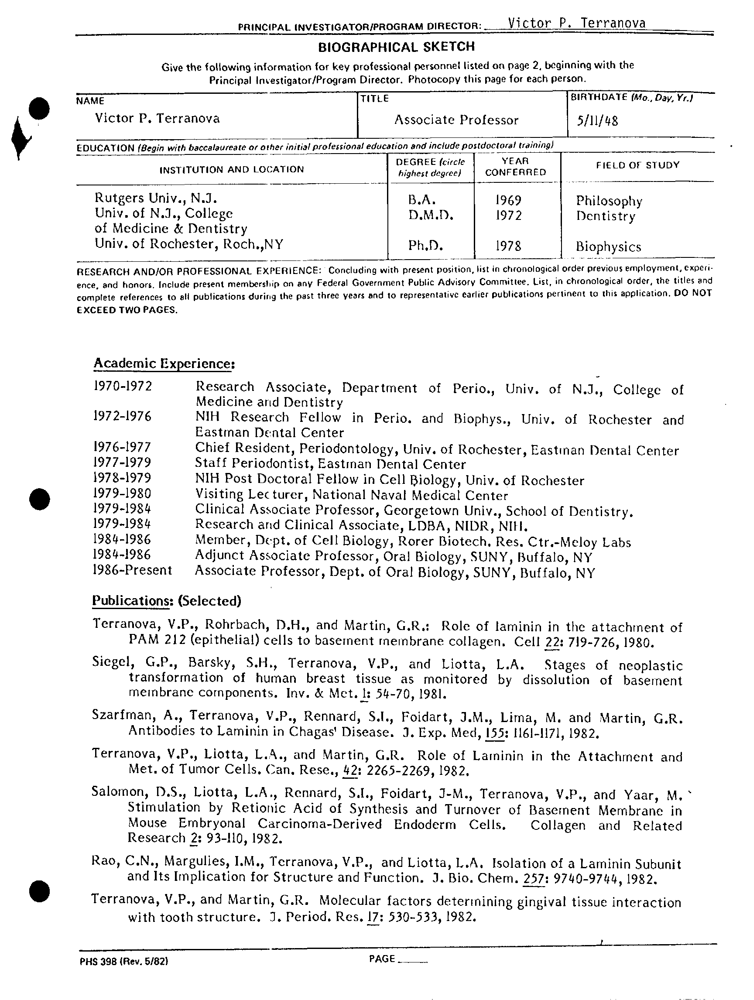 PRINCIPAL INVESTIGATOR/PROGRAM DIRECTOR: Victor P. Terranova
BIOGRAPHICAL SKETCH
Give the following information for key professional personnel listed on page 2, beginning with the
Principal Investigator/Program Director. Photocopy this page for each person.
NAME TITLE BIRTHDATE (Mo., Day, Yr.)
Victor P. Terranova Associate Professor 5/11/48
EDUCATION (Begin with baccalaureate or other initial professional education and include postdoctoral training)
INSTITUTION AND LOCATION DEGREE (circle highest degree) YEAR CONFERRED FIELD OF STUDY
Rutgers Univ., N.J. B.A. 1969 Philosophy
Univ. of N.J., College D.M.D. 1972 Dentistry
of Medicine & Dentistry
Univ. of Rochester, Roch.,NY Ph.D. 1978 Biophysics
RESEARCH AND/OR PROFESSIONAL EXPERIENCE: Concluding with present position, list in chronological order previous employment, experi-
ence, and honors. Include present membership on any Federal Government Public Advisory Committee. List, in chronological order, the titles and
complete references to all publications during the past three years and to representative earlier publications pertinent to this application. DO NOT
EXCEED TWO PAGES.
Academic Experience:
1970-1972 Research Associate, Department of Perio., Univ. of N.J., College of
Medicine and Dentistry
1972-1976 NIH Research Fellow in Perio. and Biophys., Univ. of Rochester and
Eastman Dental Center
1976-1977 Chief Resident, Periodontology, Univ. of Rochester, Eastman Dental Center
1977-1979 Staff Periodontist, Eastman Dental Center
1978-1979 NIH Post Doctoral Fellow in Cell Biology, Univ. of Rochester
1979-1980 Visiting Lecturer, National Naval Medical Center
1979-1984 Clinical Associate Professor, Georgetown Univ., School of Dentistry.
1979-1984 Research and Clinical Associate, LDBA, NIDR, NIH.
1984-1986 Member, Dept. of Cell Biology, Rorer Biotech. Res. Ctr.-Meloy Labs
1984-1986 Adjunct Associate Professor, Oral Biology, SUNY, Buffalo, NY
1986-Present Associate Professor, Dept. of Oral Biology, SUNY, Buffalo, NY
Publications: (Selected)
Terranova, V.P., Rohrbach, D.H., and Martin, G.R.: Role of laminin in the attachment of
PAM 212 (epithelial) cells to basement membrane collagen. Cell 22: 719-726, 1980.
Siegel, G.P., Barsky, S.H., Terranova, V.P., and Liotta, L.A. Stages of neoplastic
transformation of human breast tissue as monitored by dissolution of basement
membrane components. Inv. & Met. 1: 54-70, 1981.
Szarfman, A., Terranova, V.P., Rennard, S.I., Foidart, J.M., Lima, M. and Martin, G.R.
Antibodies to Laminin in Chagas' Disease. J. Exp. Med, 155: 1161-1171, 1982.
Terranova, V.P., Liotta, L.A., and Martin, G.R. Role of Laminin in the Attachment and
Met. of Tumor Cells. Can. Rese., 42: 2265-2269, 1982.
Salomon, D.S., Liotta, L.A., Rennard, S.I., Foidart, J-M., Terranova, V.P., and Yaar, M.
Stimulation by Retionic Acid of Synthesis and Turnover of Basement Membrane in
Mouse Embryonal Carcinoma-Derived Endoderm Cells. Collagen and Related
Research 2: 93-110, 1982.
Rao, C.N., Margulies, I.M., Terranova, V.P., and Liotta, L.A. Isolation of a Laminin Subunit
and Its Implication for Structure and Function. J. Bio. Chem. 257: 9740-9744, 1982.
Terranova, V.P., and Martin, G.R. Molecular factors determining gingival tissue interaction
with tooth structure. J. Period. Res. 17: 530-533, 1982.
PHS 398 (Rev. 5/82) PAGE